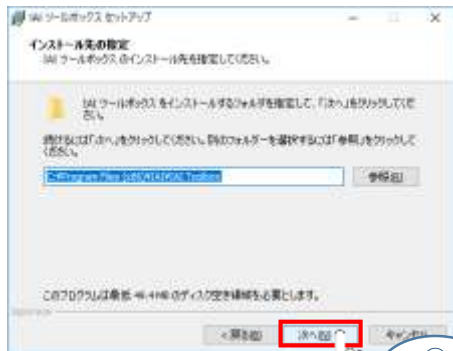 IAI ツールボックス セットアップ
インストール先の指定
IAI ツールボックス のインストール先を指定してください。
IAI ツールボックス をインストールするフォルダを指定して、「次へ」をクリックしてくだ
さい。
続けるには「次へ」をクリックしてください。別のフォルダーを選択するには「参照」をクリックして
ください。
C:\Program Files (x86)\IAI\IAI Toolbox
参照(R)
このプログラムは最低 MB のディスク空き領域を必要とします。
< 戻る(B)
次へ(N)
キャンセル